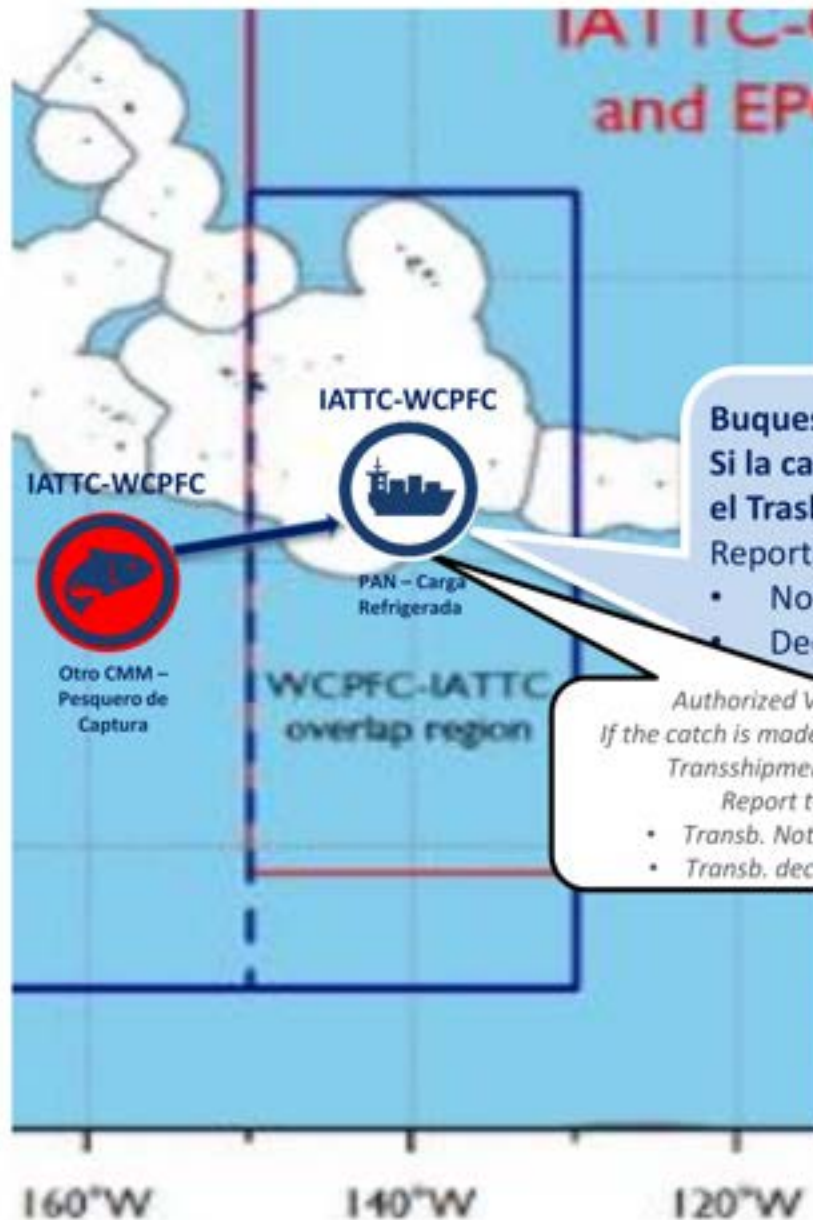 IATTC-
and EP
IATTC-WCPFC
IATTC-WCPFC
PAN – Carga
Refrigerada
Otro CMM –
Pesquero de
Captura
WCPFC-IATTC
overlap region
Buques
Si la ca
el Tras
Report
• No
• De
Authorized V
If the catch is made
Transshipme
Report t
• Transb. Not
• Transb. dec
160°W
140°W
120°W